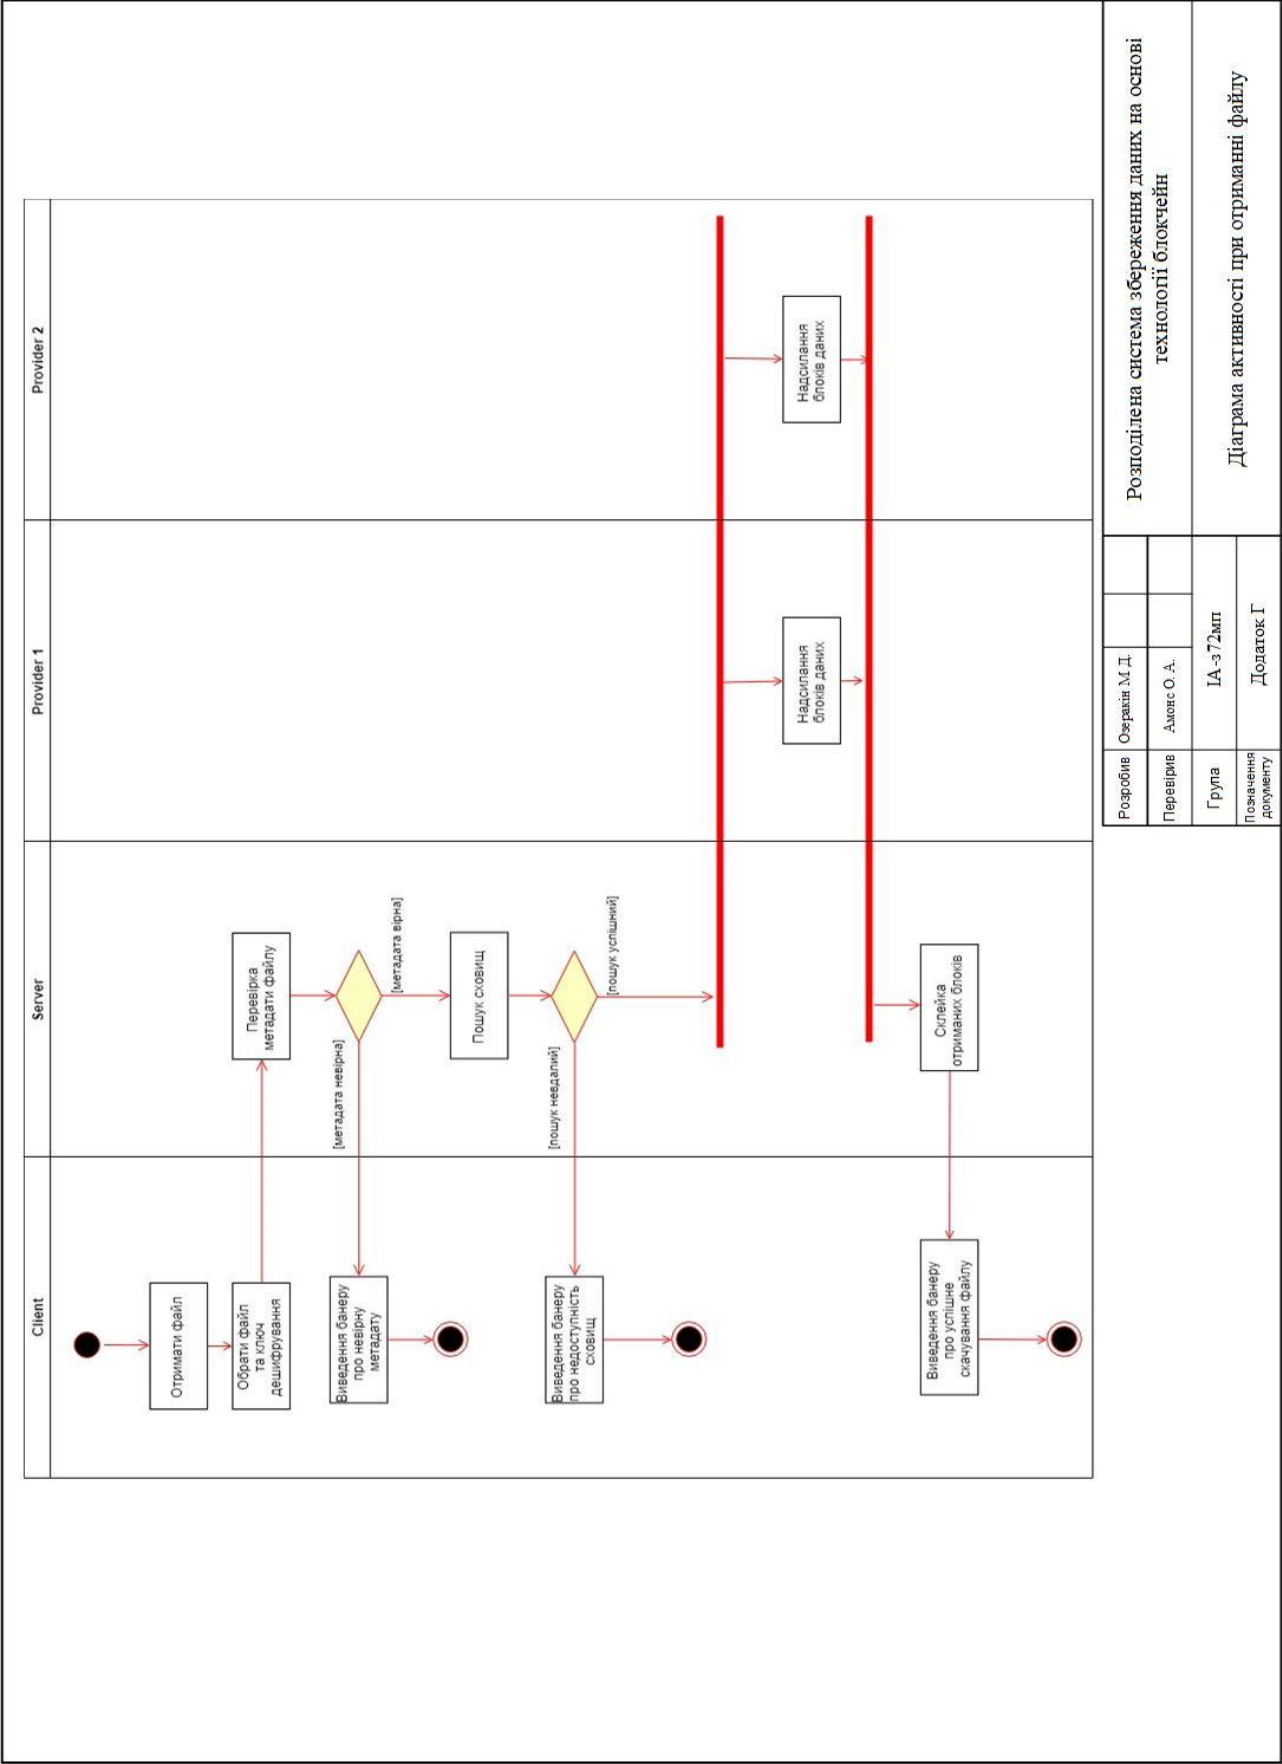 Client
Server
Provider 1
Provider 2
Отримати файл
Обрати файл
та ключ
дешифрування
Перевірка
метадати файлу
[метадата невірна]
[метадата вірна]
Виведення банеру
про невірну
метадату
Пошук сховищ
[пошук невдалий]
[пошук успішний]
Виведення банеру
про недоступність
сховищ
Надсилання
блоків даних
Надсилання
блоків даних
Склейка
отриманих блоків
Виведення банеру
про успішне
скачування файлу
Розробив
Озеракін М Д.
Перевірив
Амонс О. А.
Група
ІА-з72мп
Позначення
документу
Додаток Г
Розподілена система збереження даних на основі
технології блокчейн
Діаграма активності при отриманні файлу